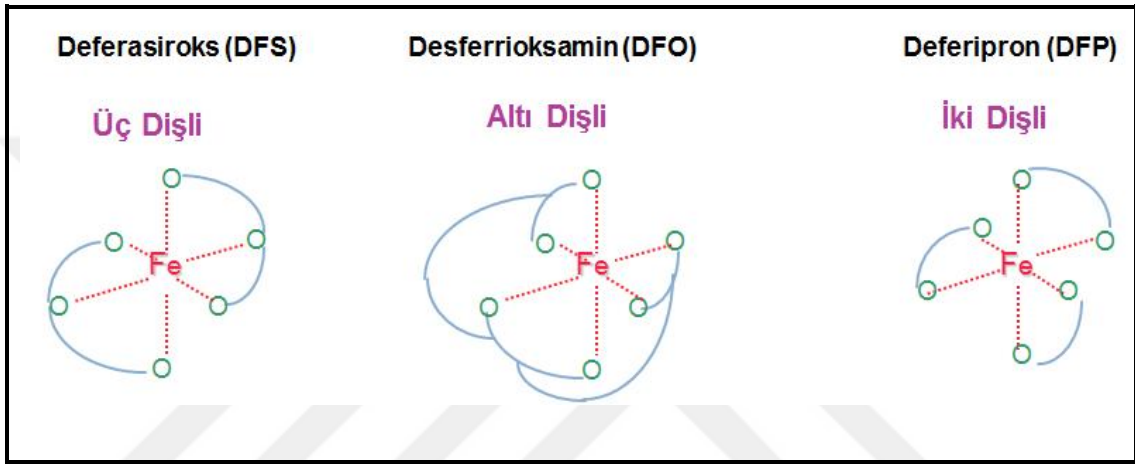 Deferasiroks (DFS) Desferrioksamin (DFO) Deferipron (DFP)
Üç Dişli Altı Dişli İki Dişli
O O O
O O O O O O
Fe Fe Fe
O O O O O O
O O O